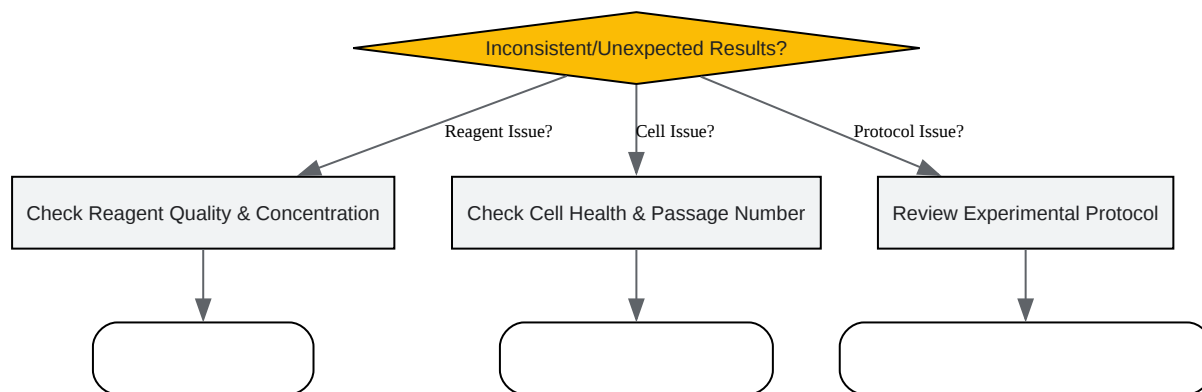 Inconsistent/Unexpected Results?
Reagent Issue?
Cell Issue?
Protocol Issue?
Check Reagent Quality & Concentration
Check Cell Health & Passage Number
Review Experimental Protocol